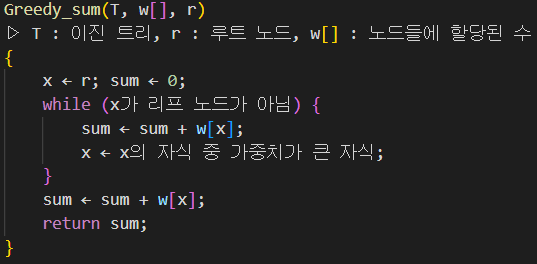 Greedy_sum(T, w[], r)
▷ T : 이진 트리, r : 루트 노드, w[] : 노드들에 할당된 수
{
x ← r; sum ← 0;
while (x가 리프 노드가 아님) {
sum ← sum + w[x];
x ← x의 자식 중 가중치가 큰 자식;
}
sum ← sum + w[x];
return sum;
}